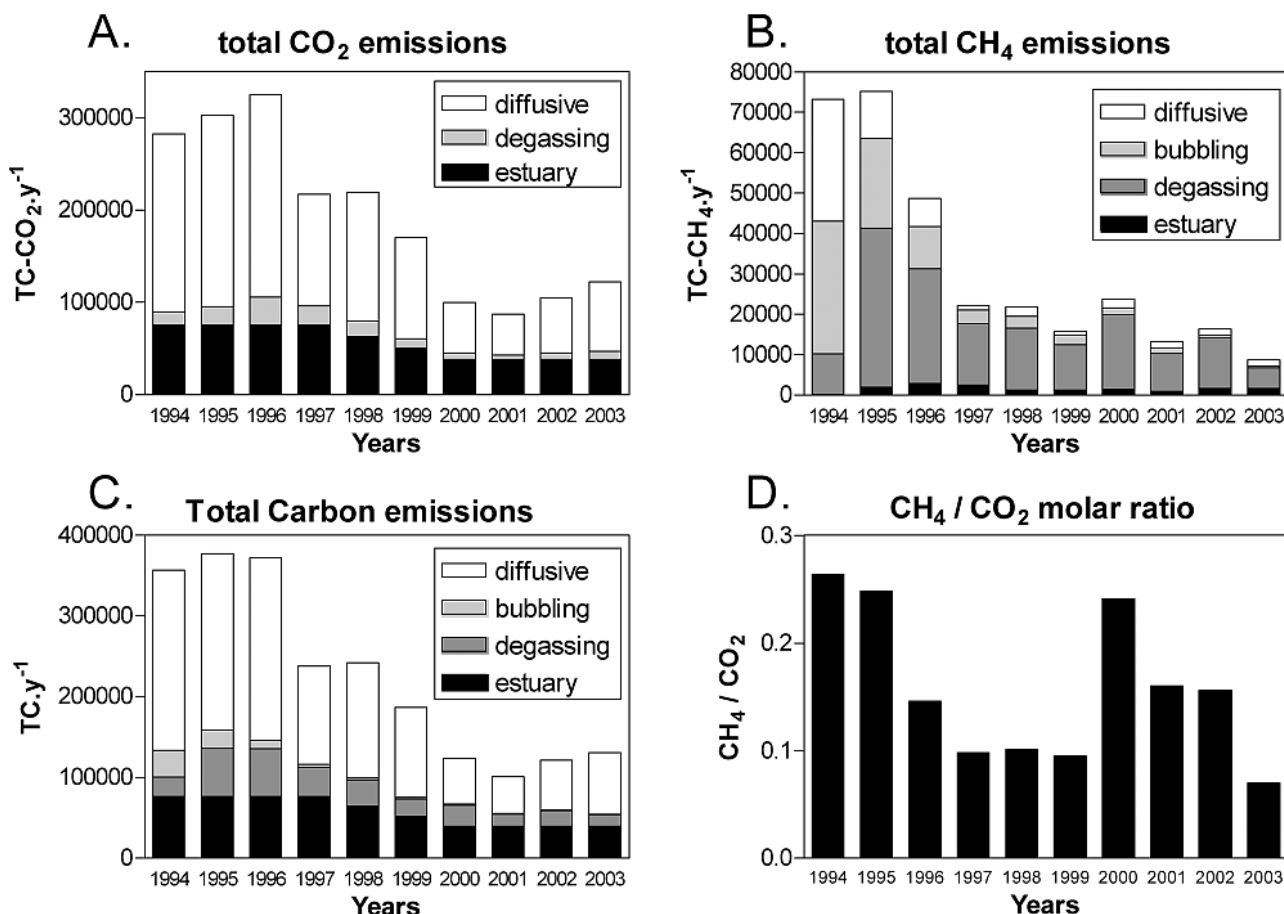 A.
total CO₂ emissions
TC-CO₂.y⁻¹
300000
200000
100000
0
diffusive
degassing
estuary
1994 1995 1996 1997 1998 1999 2000 2001 2002 2003
Years
B.
total CH₄ emissions
TC-CH₄.y⁻¹
80000
70000
60000
50000
40000
30000
20000
10000
0
diffusive
bubbling
degassing
estuary
1994 1995 1996 1997 1998 1999 2000 2001 2002 2003
Years
C.
Total Carbon emissions
TC.y⁻¹
400000
300000
200000
100000
0
diffusive
bubbling
degassing
estuary
1994 1995 1996 1997 1998 1999 2000 2001 2002 2003
Years
D.
CH₄ / CO₂ molar ratio
CH₄ / CO₂
0.3
0.2
0.1
0.0
1994 1995 1996 1997 1998 1999 2000 2001 2002 2003
Years